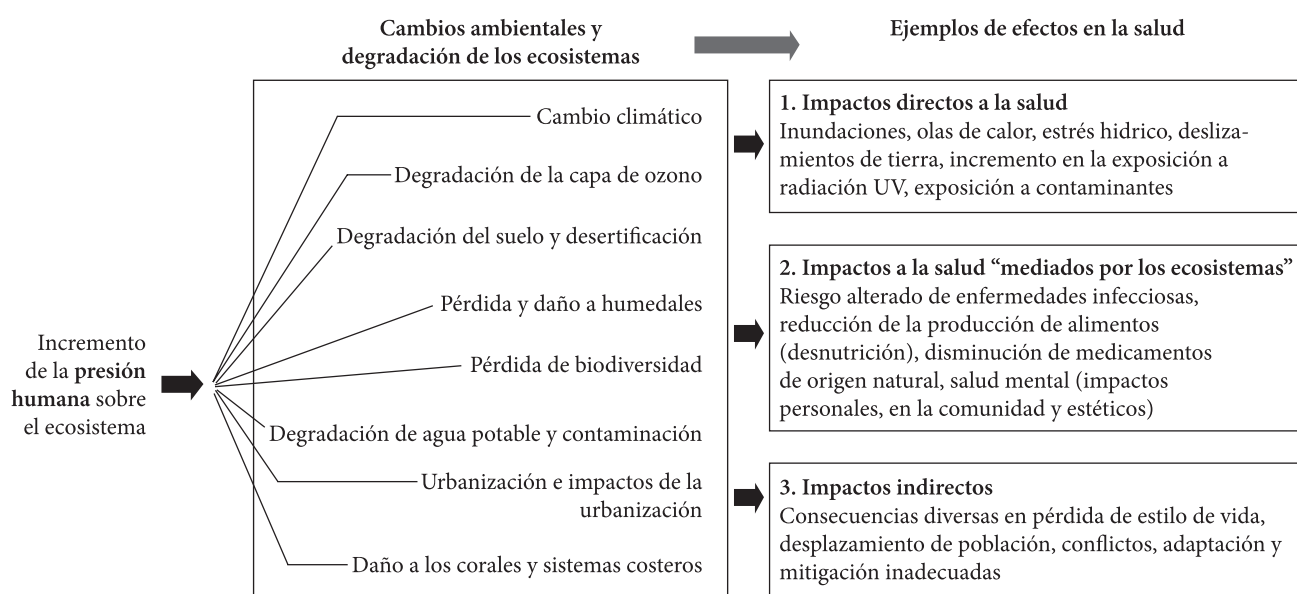 Cambios ambientales y
degradación de los ecosistemas
Ejemplos de efectos en la salud
Incremento
de la presión
humana sobre
el ecosistema
Cambio climático
Degradación de la capa de ozono
Degradación del suelo y desertificación
Pérdida y daño a humedales
Pérdida de biodiversidad
Degradación de agua potable y contaminación
Urbanización e impactos de la
urbanización
Daño a los corales y sistemas costeros
1. Impactos directos a la salud
Inundaciones, olas de calor, estrés hidrico, desliza-
mientos de tierra, incremento en la exposición a
radiación UV, exposición a contaminantes
2. Impactos a la salud “mediados por los ecosistemas”
Riesgo alterado de enfermedades infecciosas,
reducción de la producción de alimentos
(desnutrición), disminución de medicamentos
de origen natural, salud mental (impactos
personales, en la comunidad y estéticos)
3. Impactos indirectos
Consecuencias diversas en pérdida de estilo de vida,
desplazamiento de población, conflictos, adaptación y
mitigación inadecuadas